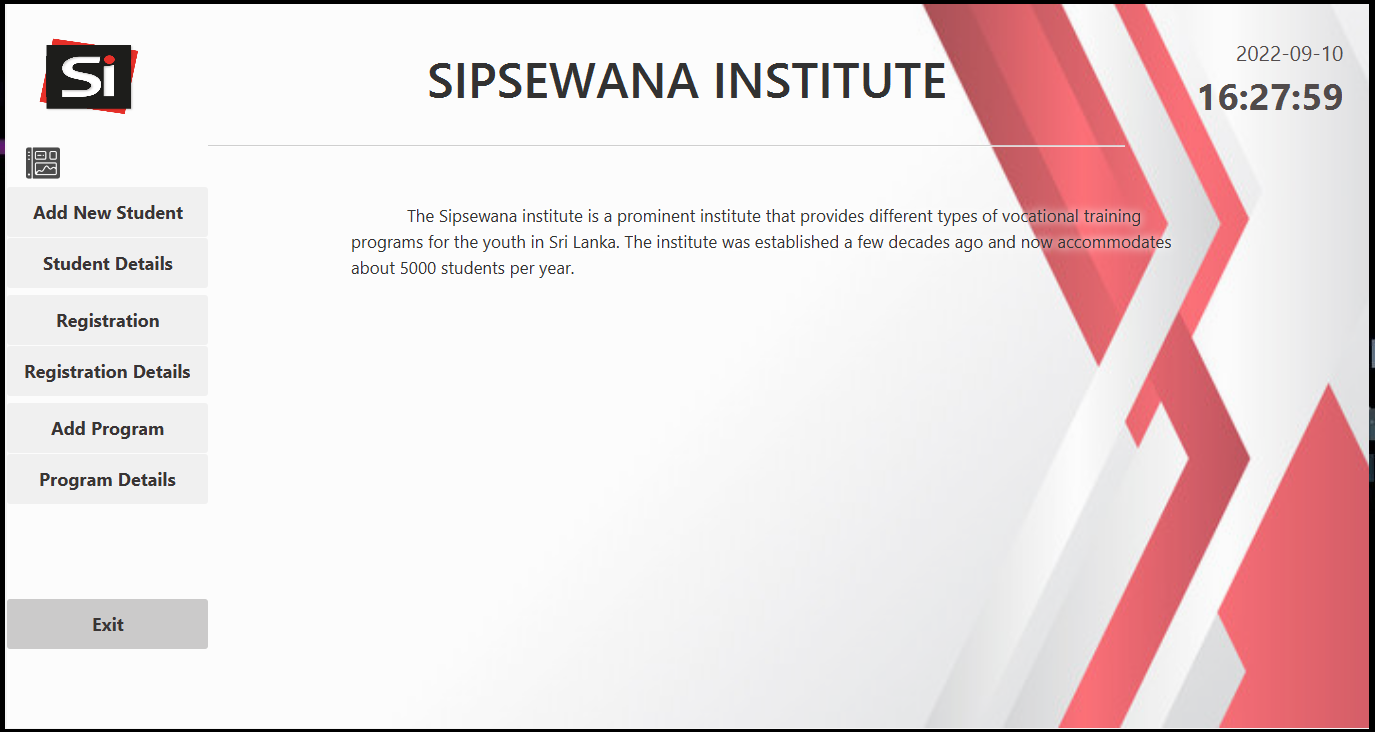 Si
SIPSEWANA INSTITUTE
2022-09-10
16:27:59
Add New Student
Student Details
Registration
Registration Details
Add Program
Program Details
Exit
The Sipsewana institute is a prominent institute that provides different types of vocational training
programs for the youth in Sri Lanka. The institute was established a few decades ago and now accommodates
about 5000 students per year.